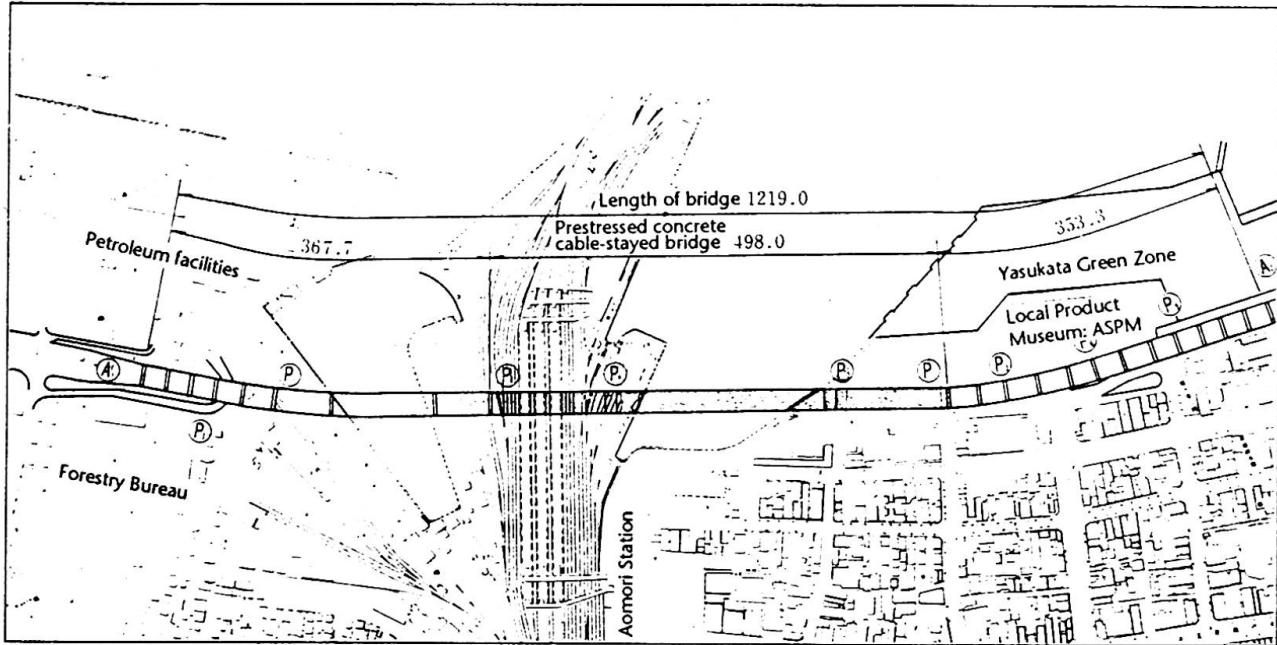 Length of bridge 1219.0
Prestressed concrete
cable-stayed bridge 498.0
367.7
353.3
Petroleum facilities
Yasukata Green Zone
Local Product
Museum: ASPM
Forestry Bureau
Aomori Station